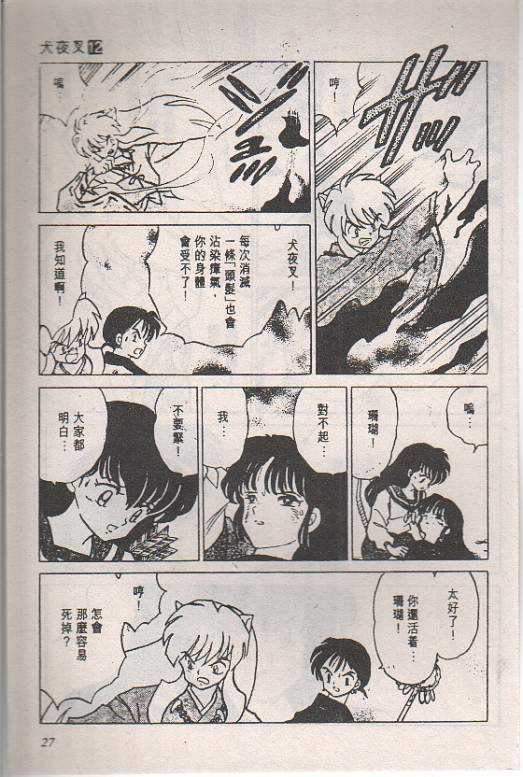 犬夜叉12
哼！
嗚…
犬夜叉！
每次消滅
一條「頭髮」也會
沾染瘴氣，
你的身體
會受不了！
我知道啊！
嗚…
珊瑚！
對不起…
我…
不要緊！
大家都
明白…
太好了！
你還活着…
珊瑚！
哼！
怎會
那麼容易
死掉？
27